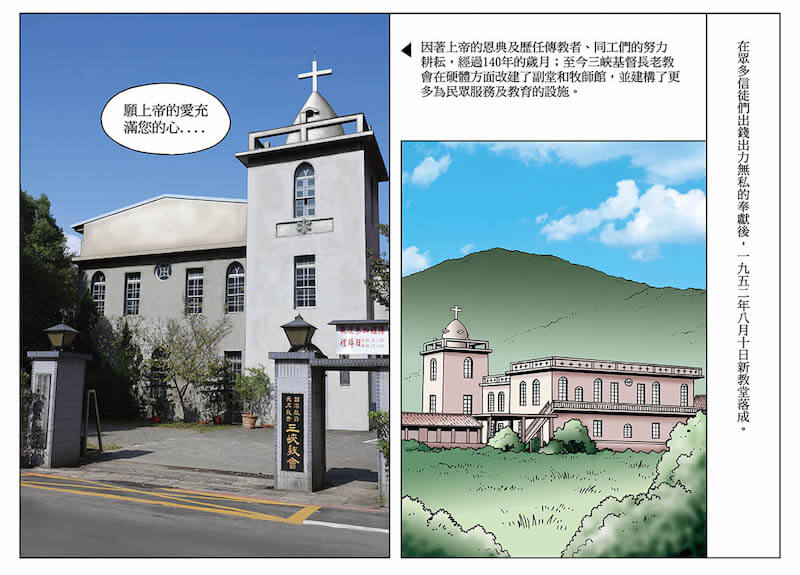 在眾多信徒們出錢出力無私的奉獻後，一九五二年八月十日新教堂落成。
因著上帝的恩典及歷任傳教者、同工們的努力
耕耘，經過140年的歲月；至今三峽基督長老教
會在硬體方面改建了副堂和牧師館，並建構了更
多為民眾服務及教育的設施。
願上帝的愛充
滿您的心....
三峽教會